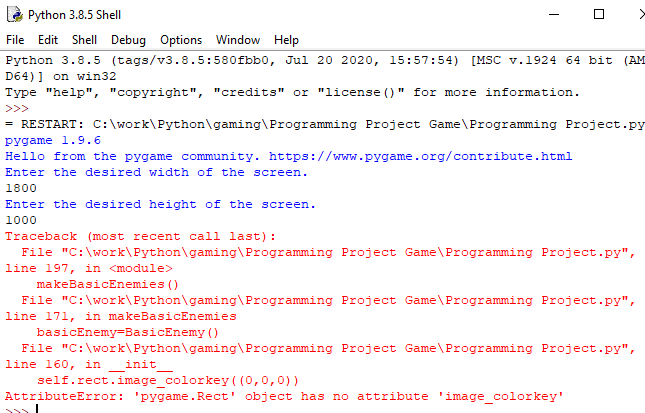 Python 3.8.5 Shell
File Edit Shell Debug Options Window Help
Python 3.8.5 (tags/v3.8.5:580fbb0, Jul 20 2020, 15:57:54) [MSC v.1924 64 bit (AM
D64)] on win32
Type "help", "copyright", "credits" or "license()" for more information.
>>>
= RESTART: C:\work\Python\gaming\Programming Project Game\Programming Project.py
pygame 1.9.6
Hello from the pygame community. https://www.pygame.org/contribute.html
Enter the desired width of the screen.
1800
Enter the desired height of the screen.
1000
Traceback (most recent call last):
  File "C:\work\Python\gaming\Programming Project Game\Programming Project.py",
line 197, in <module>
    makeBasicEnemies()
  File "C:\work\Python\gaming\Programming Project Game\Programming Project.py",
line 171, in makeBasicEnemies
    basicEnemy=BasicEnemy()
  File "C:\work\Python\gaming\Programming Project Game\Programming Project.py",
line 160, in __init__
    self.rect.image_colorkey((0,0,0))
AttributeError: 'pygame.Rect' object has no attribute 'image_colorkey'
>>>